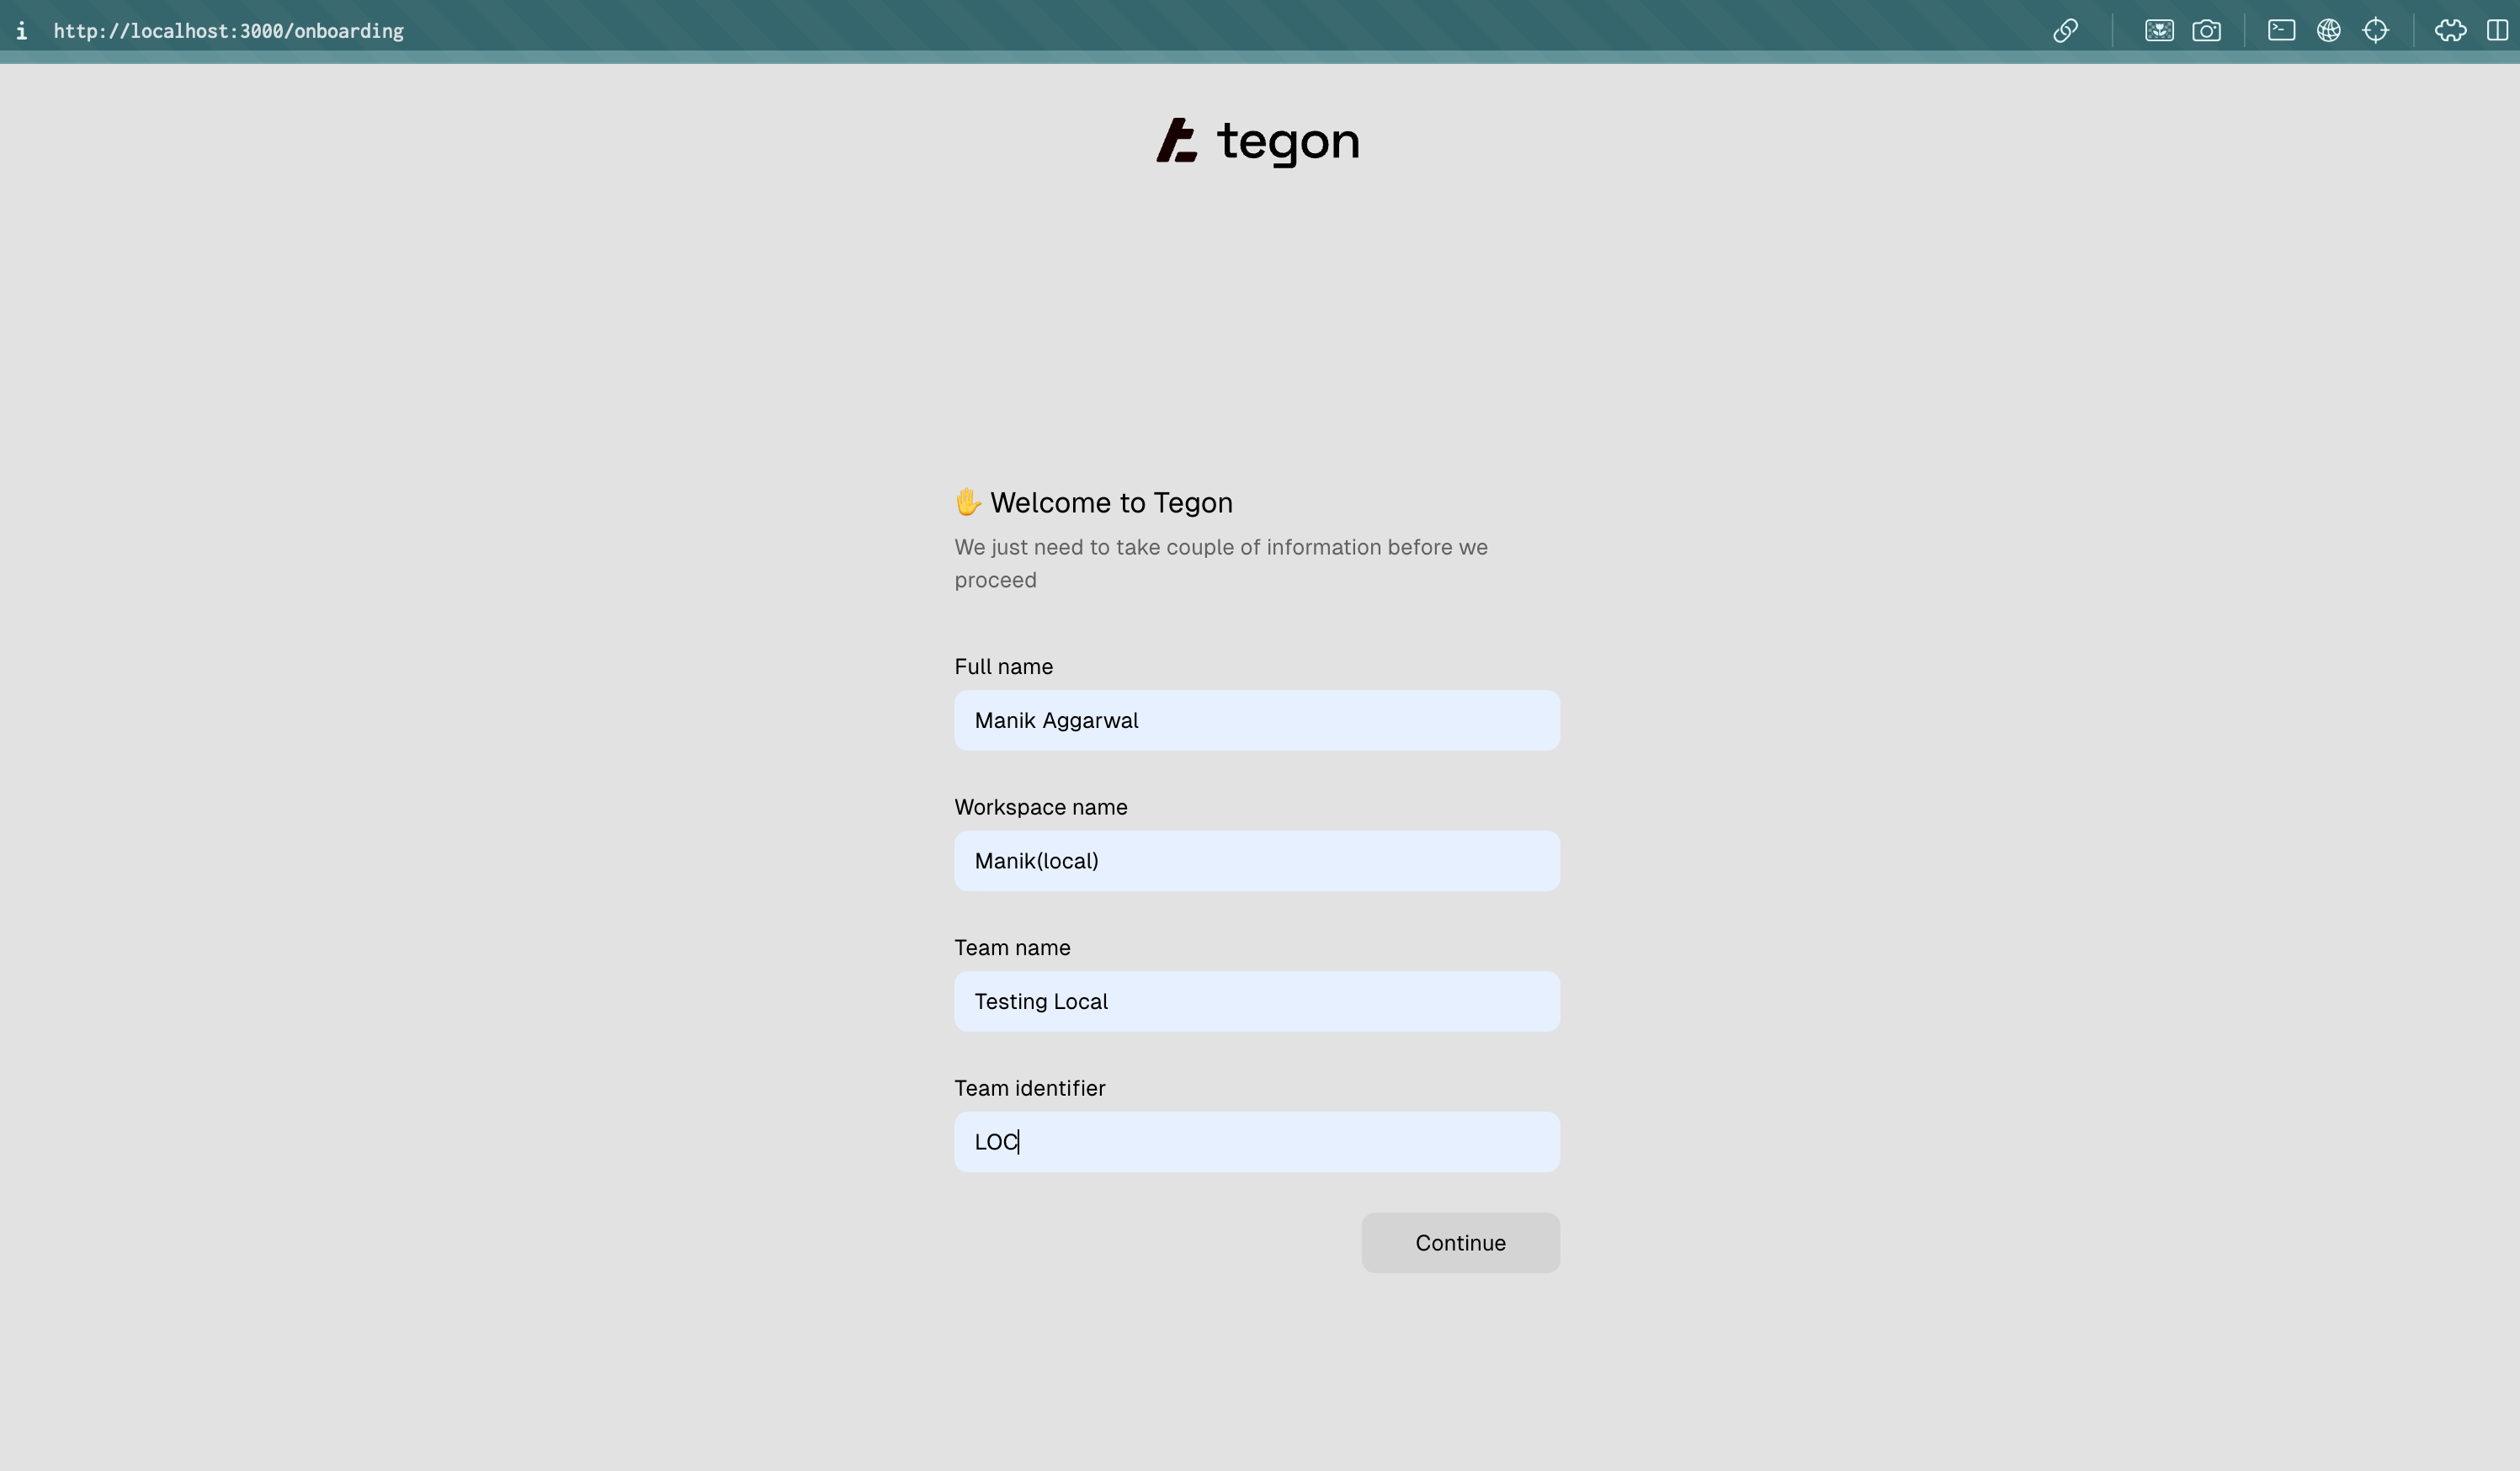 http://localhost:3000/onboarding
tegon
✋ Welcome to Tegon
We just need to take couple of information before we
proceed
Full name
Manik Aggarwal
Workspace name
Manik(local)
Team name
Testing Local
Team identifier
LOC
Continue